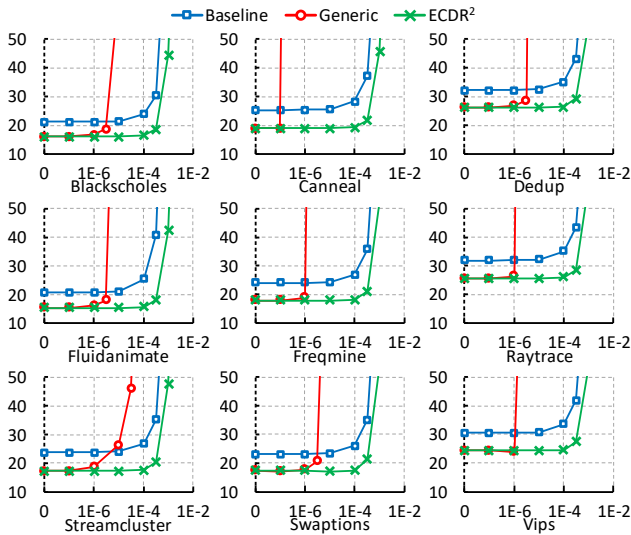 Baseline Generic ECDR²
50 50 50
40 40 40
30 30 30
20 20 20
10 10 10
0 1E-6 1E-4 1E-2 0 1E-6 1E-4 1E-2 0 1E-6 1E-4 1E-2
Blackscholes Canneal Dedup
50 50 50
40 40 40
30 30 30
20 20 20
10 10 10
0 1E-6 1E-4 1E-2 0 1E-6 1E-4 1E-2 0 1E-6 1E-4 1E-2
Fluidanimate Freqmine Raytrace
50 50 50
40 40 40
30 30 30
20 20 20
10 10 10
0 1E-6 1E-4 1E-2 0 1E-6 1E-4 1E-2 0 1E-6 1E-4 1E-2
Streamcluster Swaptions Vips